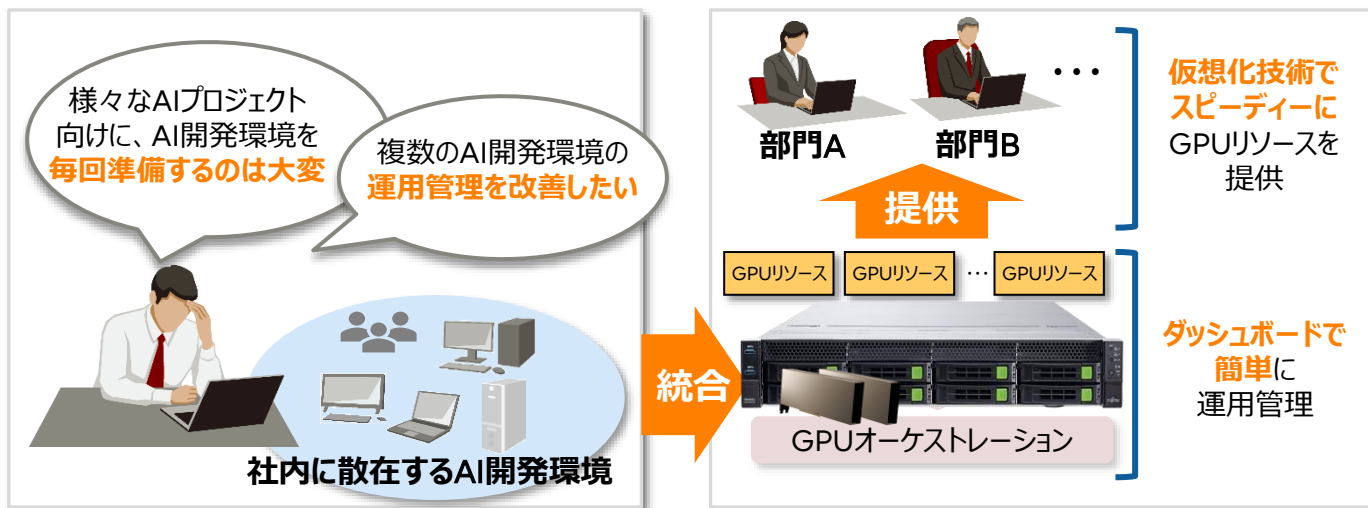 様々なAIプロジェクト
向けに、AI開発環境を
毎回準備するのは大変
複数のAI開発環境の
運用管理を改善したい
社内に散在するAI開発環境
統合
部門A
部門B
…
提供
GPUリソース
GPUリソース
…
GPUリソース
GPUオーケストレーション
仮想化技術で
スピーディーに
GPUリソースを
提供
ダッシュボードで
簡単に
運用管理